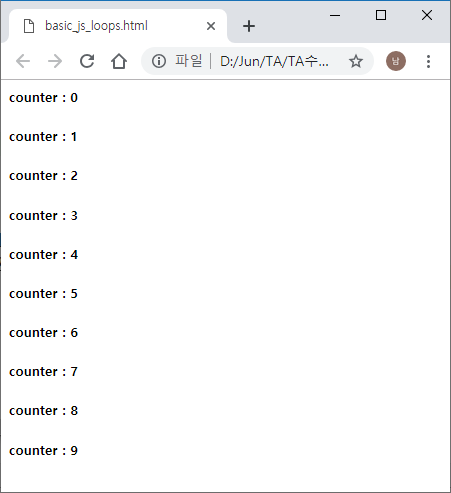 basic_js_loops.html
파일 D:/Jun/TA/TA수...
남
counter : 0
counter : 1
counter : 2
counter : 3
counter : 4
counter : 5
counter : 6
counter : 7
counter : 8
counter : 9